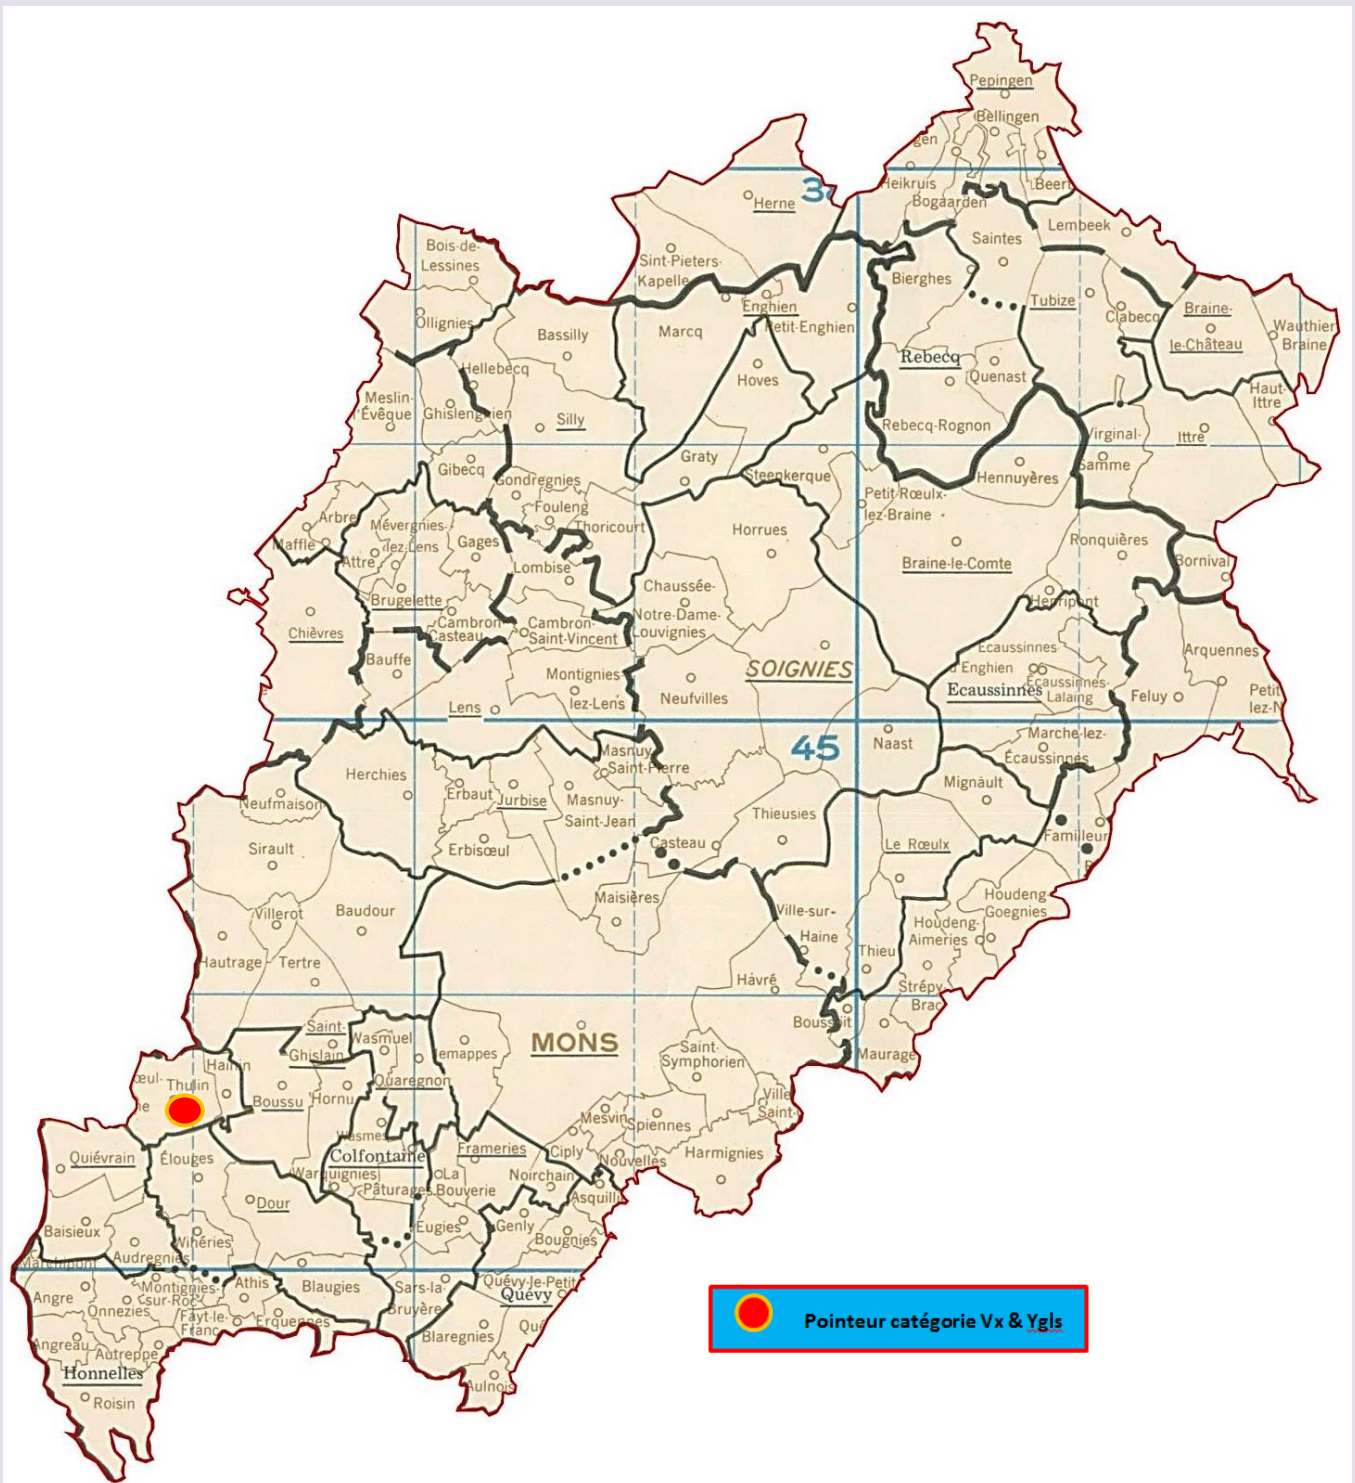 Pepingen
Bellingen
Heikruis
Beert
Bogaarden
Herne
Lembeek
Saintes
Bois-de-
Lessines
Sint-Pieters-
Kapelle
Bierghes
Tubize
Enghien
Petit-Enghien
Clabecq
Braine-
le-Château
Wauthier
Braine
Ollignies
Bassilly
Marcq
Rebecq
Quenast
Hoves
Hellebecq
Meslin-
l'Évêque
Ghislenghien
Silly
Haut-
Ittre
Rebecq-Rognon
Virginal-
Samme
Ittre
Graty
Gibecq
Steenkerque
Hennuyères
Gondregnies
Petit-Rœulx-
lez-Braine
Fouleng
Thoricourt
Arbre
Mévergnies-
lez-Lens
Horrues
Maffle
Gages
Attre
Ronquières
Braine-le-Comte
Bornival
Lombise
Chaussée-
Notre-Dame-
Louvignies
Brugelette
Henripont
Cambron
Casteau
Cambron-
Saint-Vincent
Chièvres
Bauffe
Ecaussinnes-
d'Enghien
Arquennes
SOIGNIES
Montignies-
lez-Lens
Neufvilles
Ecaussinnes
Ecaussinnes-
Lalaing
Feluy
Petit
lez-N
Lens
45
Naast
Marche-lez-
Écaussinnes
Masnuy
Saint-Pierre
Herchies
Erbaut
Jurbise
Masnuy-
Saint-Jean
Mignault
Neufmaison
Thieusies
Familleur
Sirault
Erbisœul
Casteau
Le Rœulx
Maisières
Houdeng-
Goegnies
Villerot
Baudour
Ville-sur-
Haine
Houdeng-
Aimeries
Hautrage
Tertre
Thieu
Havré
Strépy
Brac
Boussoit
Maurage
Saint-
Ghislain
Wasmuel
Jemappes
MONS
Saint-
Symphorien
Hainin
Thulin
Quaregnon
Boussu
Hornu
Ville
Saint-
Mesvin
Spiennes
Wasmes
Colfontaine
Frameries
Ciply
Nouvelles
Harmignies
Quiévrain
Élouges
Warquignies
Pâturages
La
Bouverie
Noirchain
Asquilli
Dour
Baisieux
Wihéries
Eugies
Genly
Bougnies
Audregnies
Marchipont
Angre
Montignies-
sur-Roc
Athis
Blaugies
Sars-la-
Bruyère
Quévy-le-Petit
Quévy
Onnezies
Fayt-le-
Franc
Erquennes
Blaregnies
Angreau
Autreppe
Honnelles
Roisin
Aulnois
Pointeur catégorie Vx & Ygls